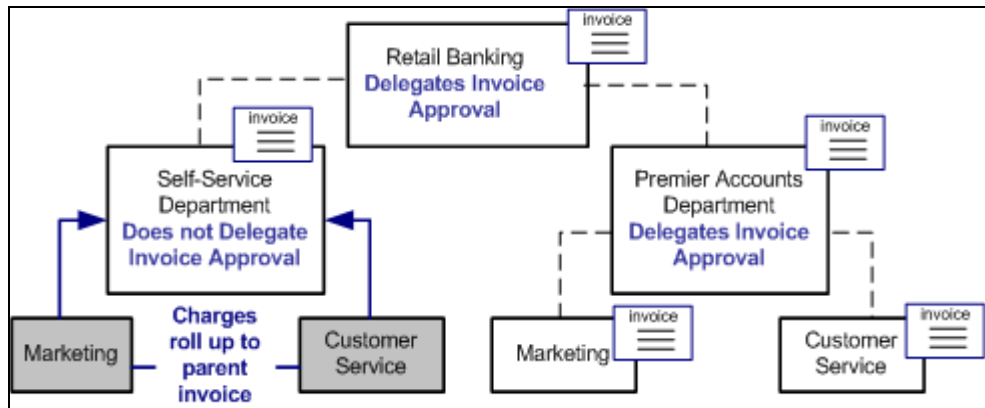 invoice
Retail Banking
Delegates Invoice
Approval
invoice
Self-Service
Department
Does not Delegate
Invoice Approval
invoice
Premier Accounts
Department
Delegates Invoice
Approval
Marketing
Charges
roll up to
parent
invoice
Customer
Service
invoice
Marketing
invoice
Customer
Service